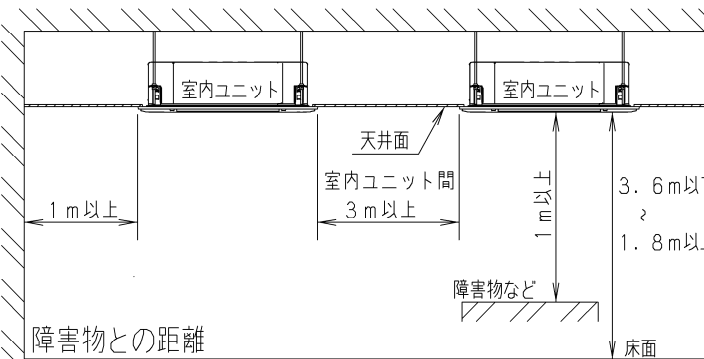 室内ユニット
室内ユニット
天井面
室内ユニット間
3m以上
1m以上
1m以上
3.6m以下
~
1.8m以
障害物など
障害物との距離
床面